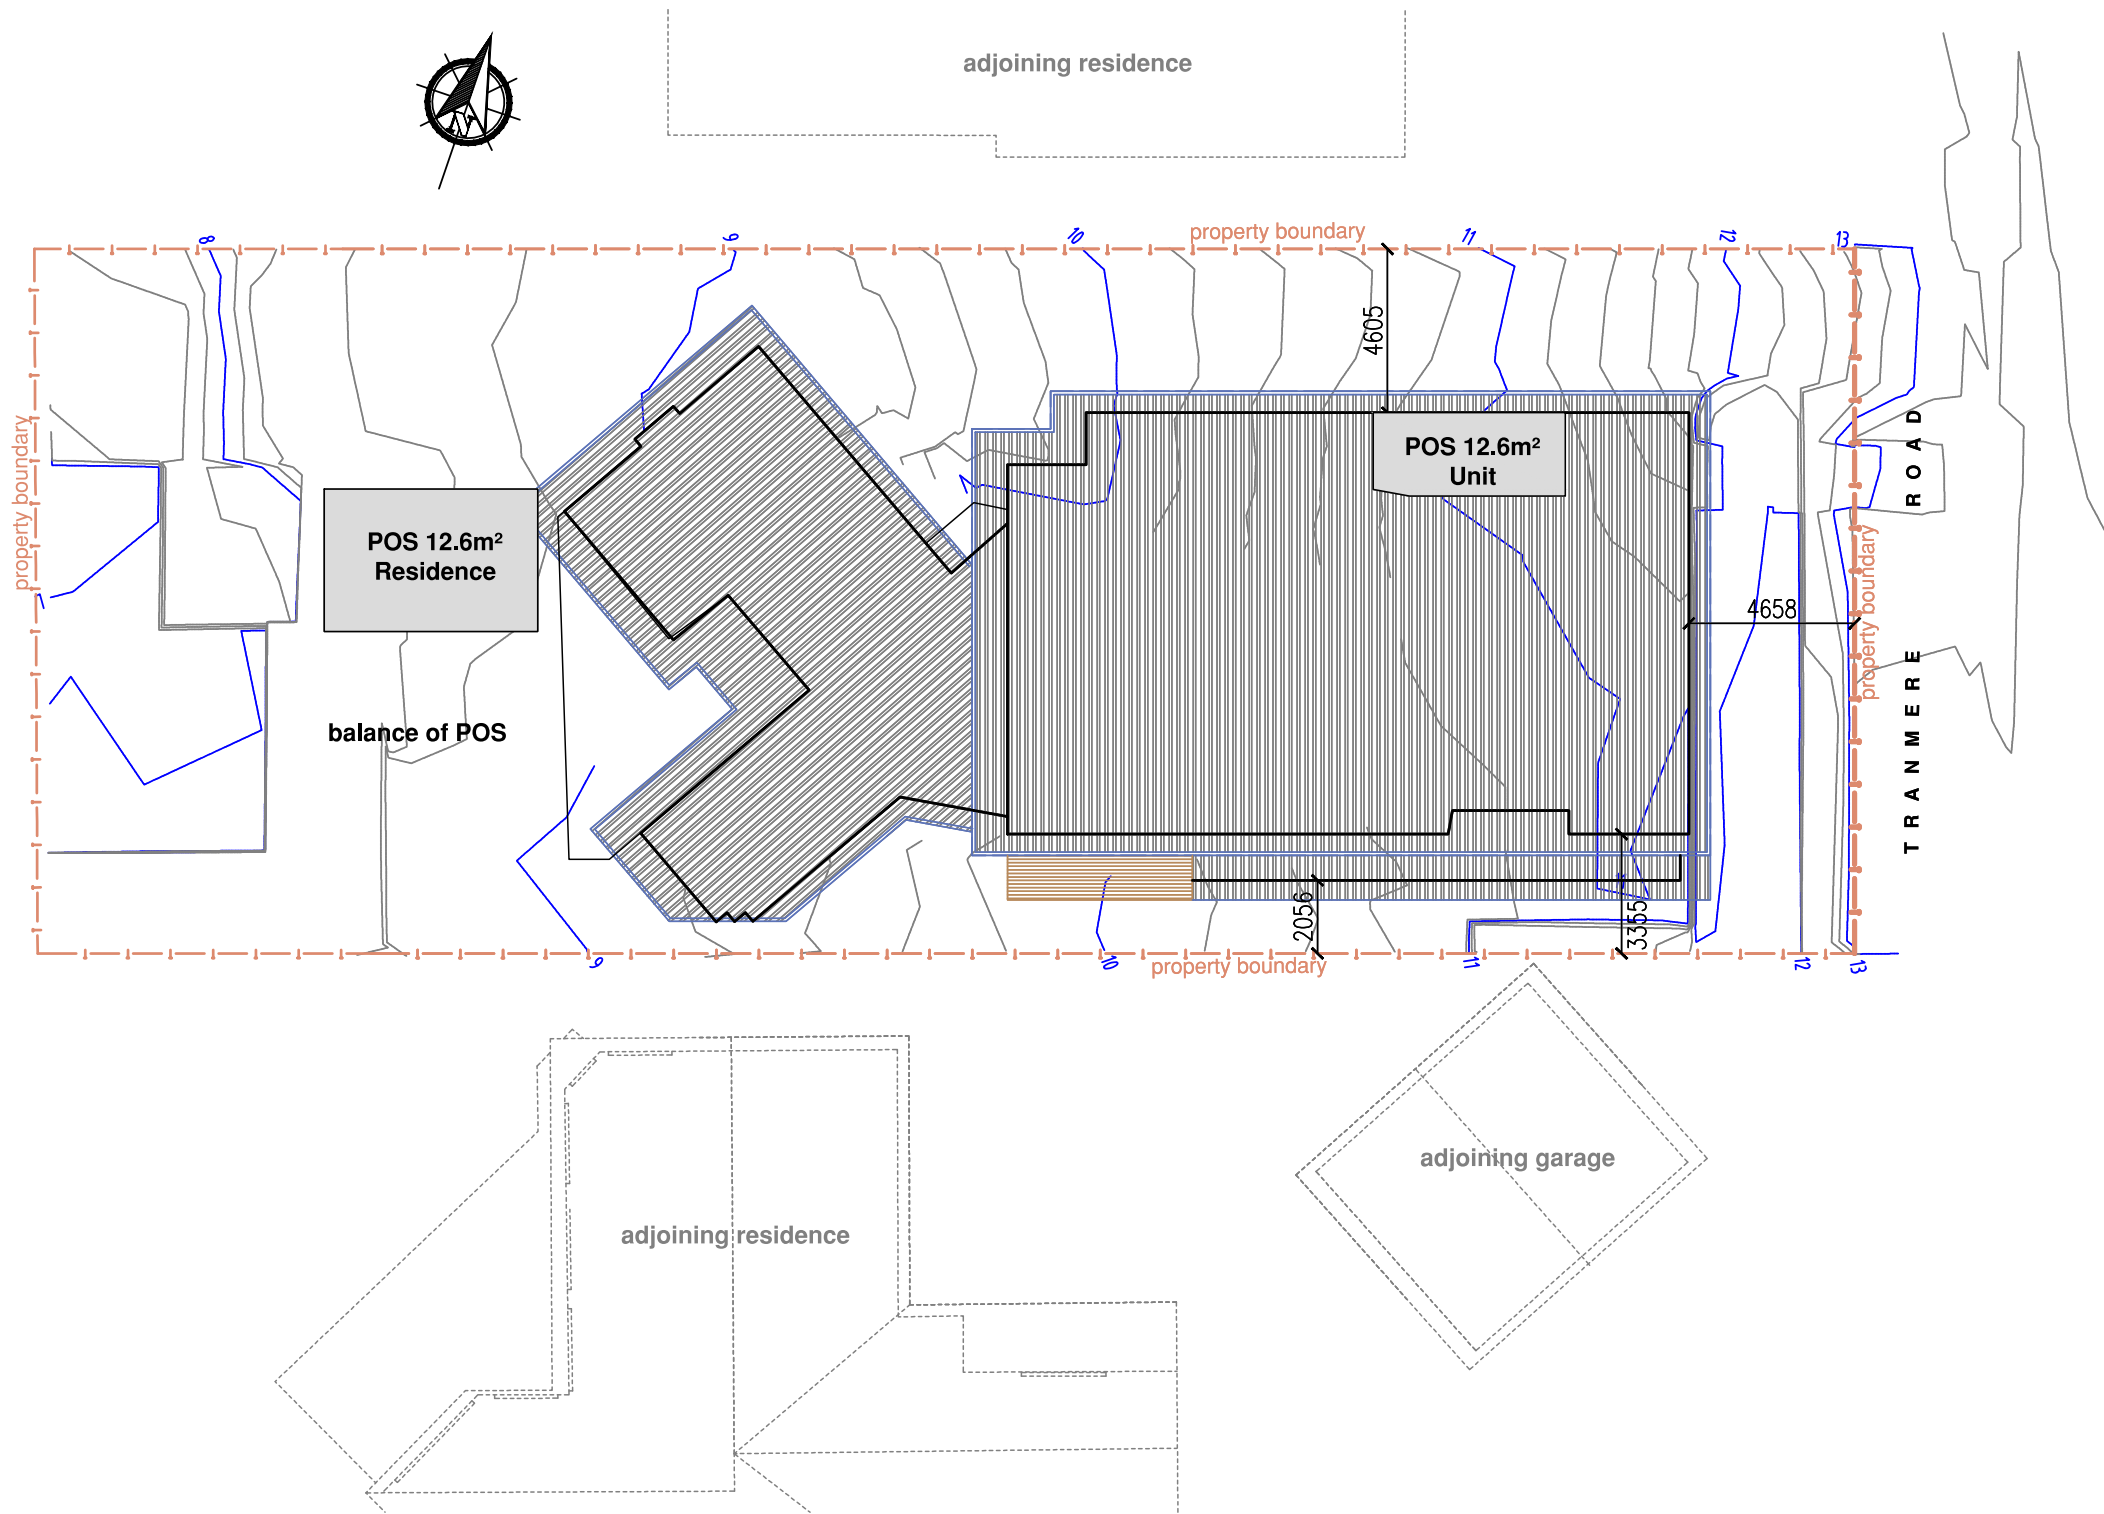 adjoining residence
N
property boundary
8
9
10
11
12
13
4605
POS 12.6m²
Unit
POS 12.6m²
Residence
property boundary
balance of POS
4658
property boundary
TRANMERE ROAD
2056
3355
9
10
11
12
13
property boundary
adjoining residence
adjoining garage